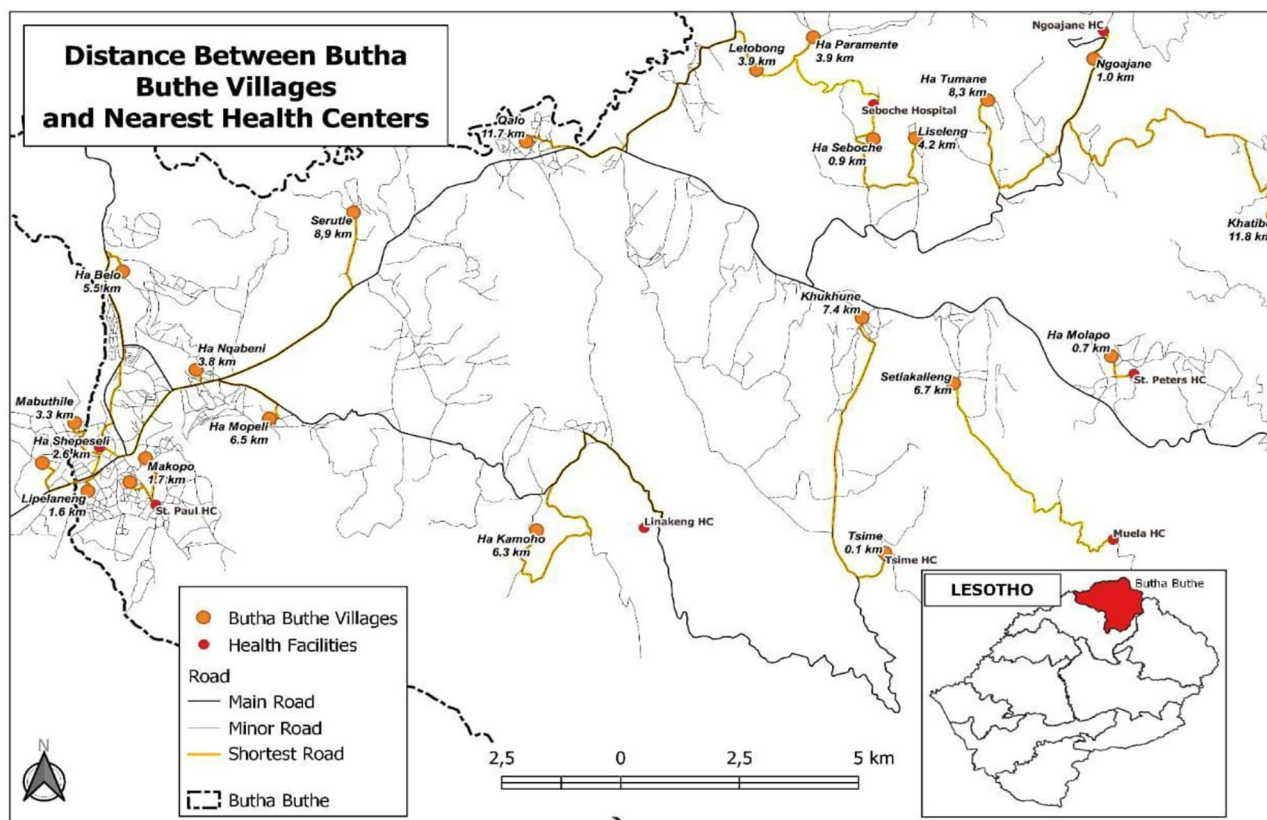 Distance Between Butha
Buthe Villages
and Nearest Health Centers
Ngoajane HC
Letobong
3.9 km
Ha Paramente
3.9 km
Ngoajane
1.0 km
Ha Tumane
8,3 km
Seboche Hospital
Qalo
11.7 km
Ha Seboche
0.9 km
Liseleng
4.2 km
Serutle
8,9 km
Khatibe
11.8 km
Ha Belo
5.5 km
Khukhune
7.4 km
Ha Molapo
0.7 km
St. Peters HC
Ha Nqabeni
3.8 km
Setlakalleng
6.7 km
Mabuthile
3.3 km
Ha Mopeli
6.5 km
Ha Shepeseli
2.6 km
Makopo
1.7 km
Lipelaneng
1.6 km
St. Paul HC
Ha Kamoho
6.3 km
Linakeng HC
Tsime
0.1 km
Tsime HC
Muela HC
Butha Buthe Villages
Health Facilities
Road
Main Road
Minor Road
Shortest Road
Butha Buthe
N
2,5 0 2,5 5 km
LESOTHO
Butha Buthe